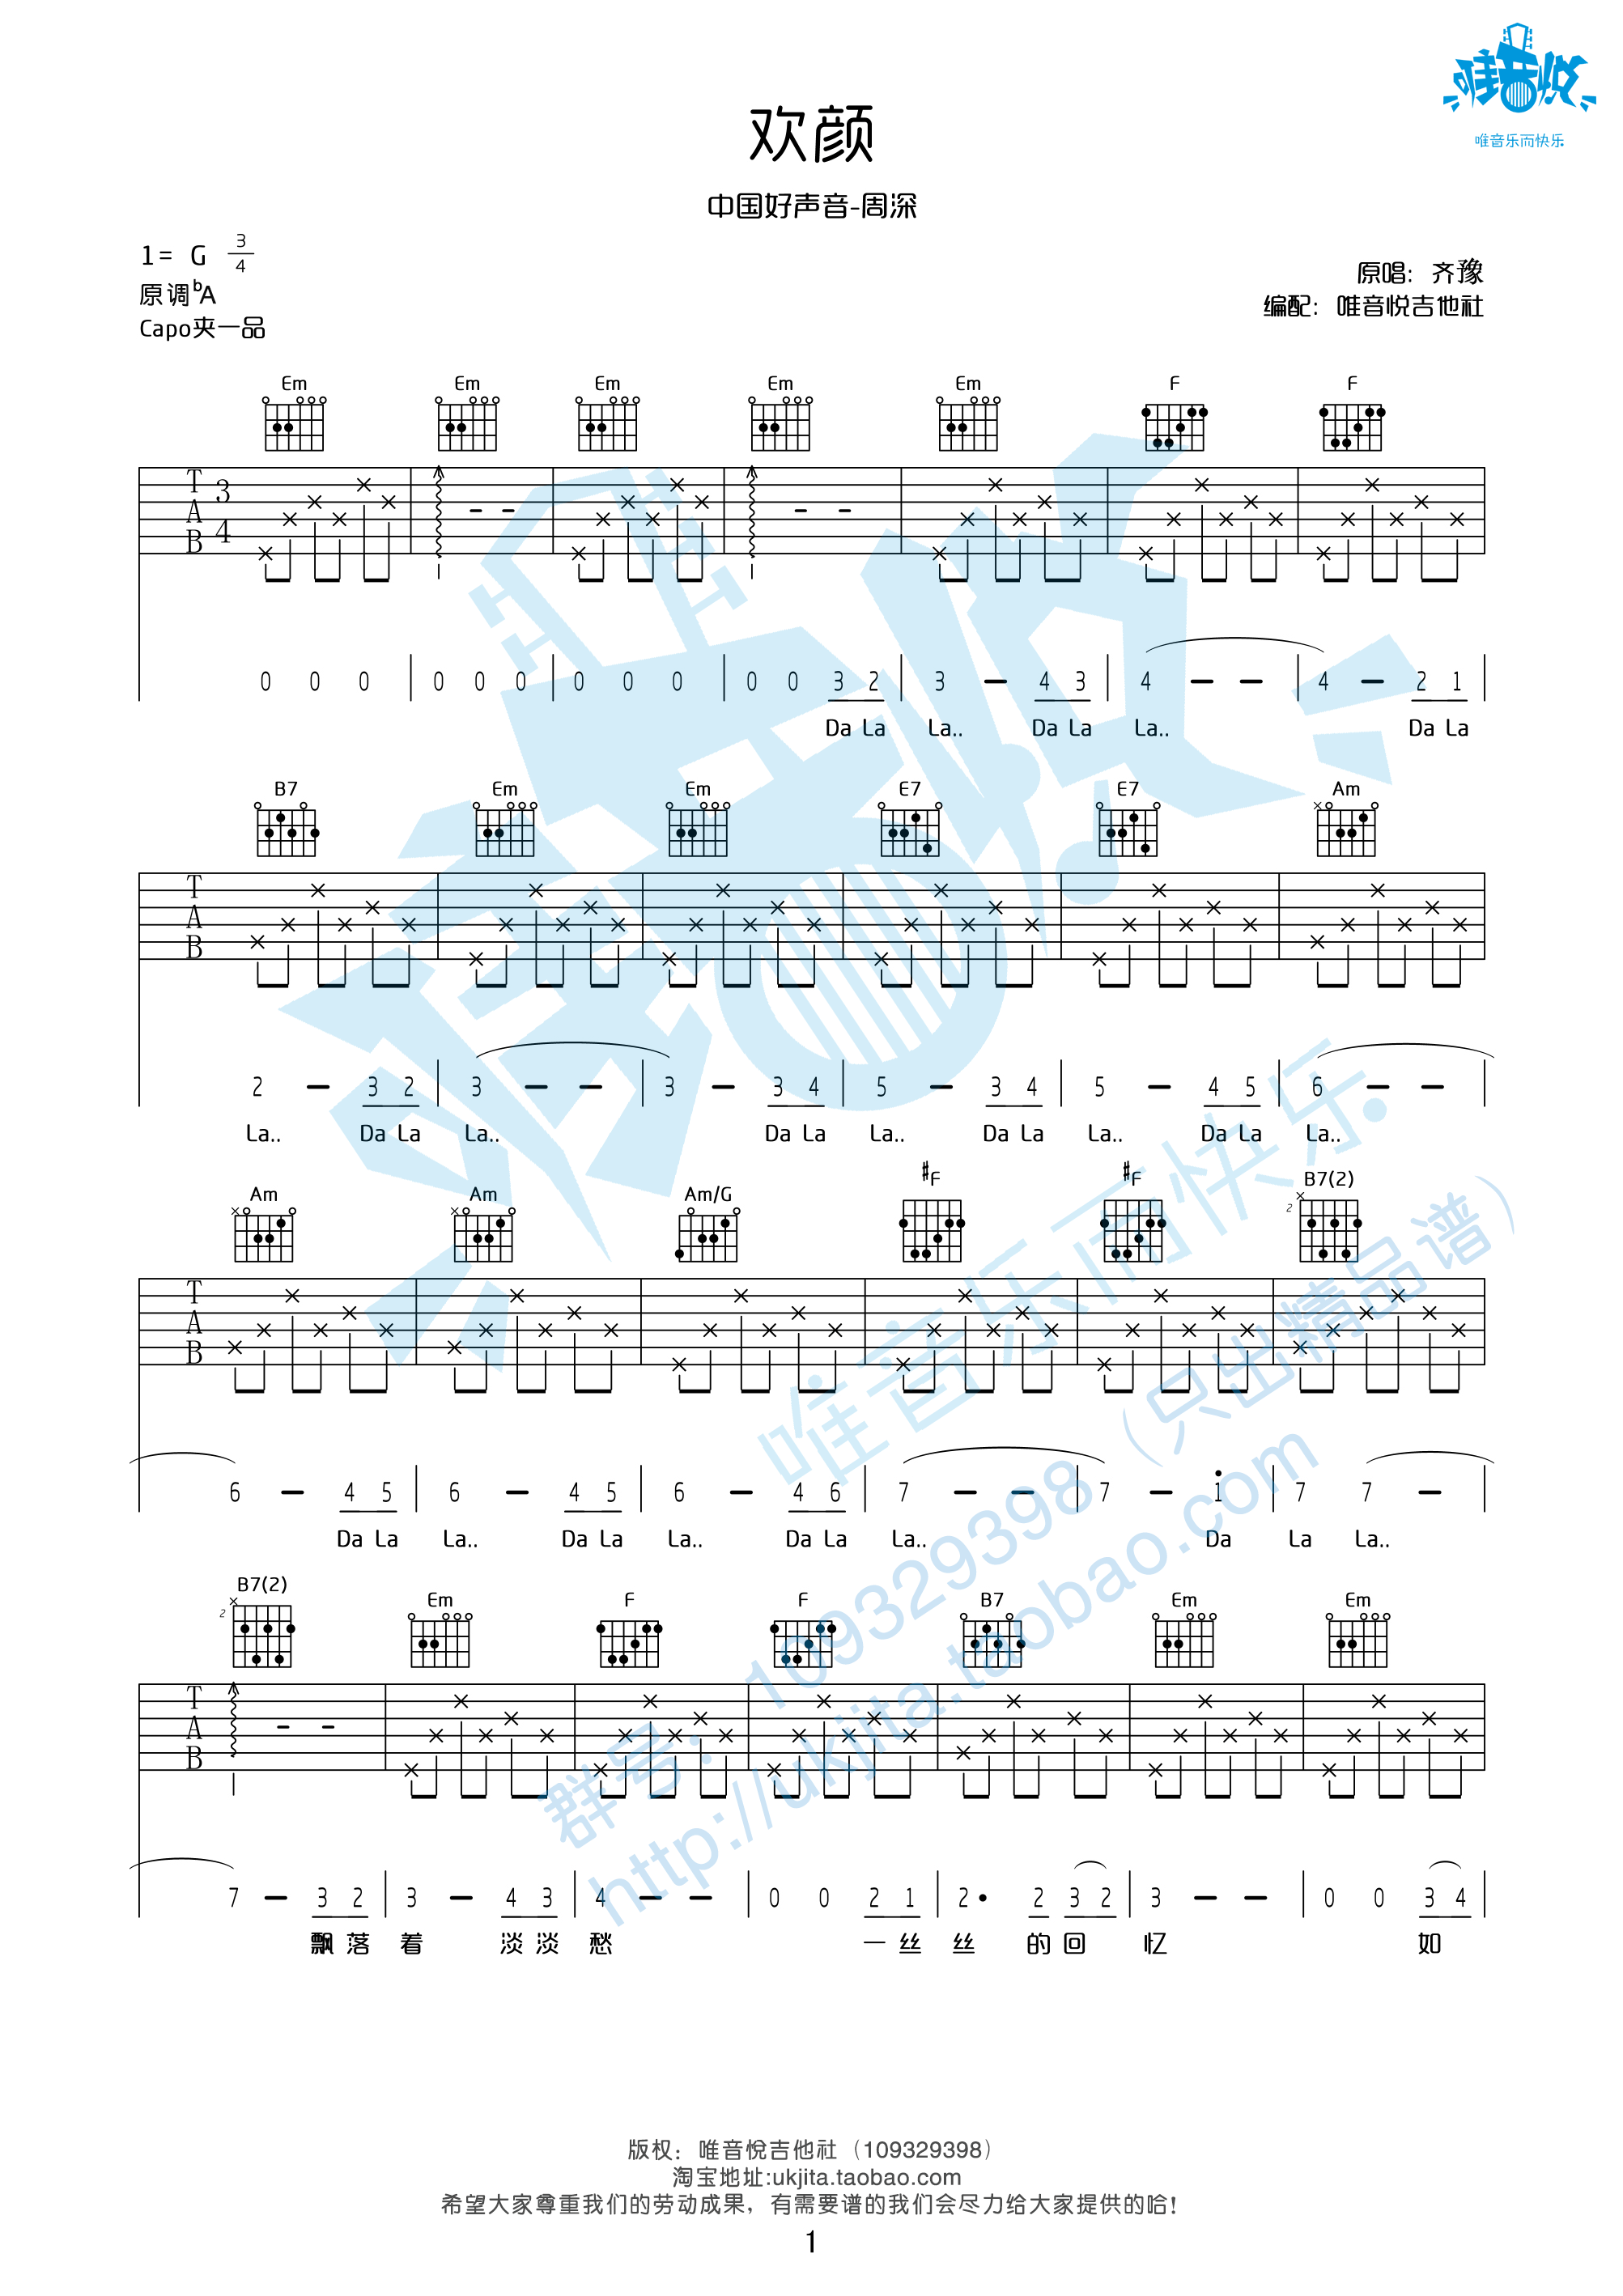 唯音悦
唯音乐而快乐
欢颜
中国好声音-周深
1= G 3/4
原调bA
Capo夹一品
原唱：齐豫
编配：唯音悦吉他社
Em Em Em Em Em F F
T A B 3 4
0 0 0 | 0 0 0 | 0 0 0 | 0 0 3 2 | 3 — 4 3 | 4 — — | 4 — 2 1 |
Da La La.. Da La La.. Da La
B7 Em Em E7 E7 Am
T A B
2 — 3 2 | 3 — — | 3 — 3 4 | 5 — 3 4 | 5 — 4 5 | 6 — — |
La.. Da La La.. Da La La.. Da La La.. Da La La..
Am Am Am/G #F #F B7(2)
2
T A B
6 — 4 5 | 6 — 4 5 | 6 — 4 6 | 7 — — | 7 — 1 | 7 7 — |
Da La La.. Da La La.. Da La La.. Da La La..
B7(2) Em F F B7 Em Em
2
T A B
7 — 3 2 | 3 — 4 3 | 4 — — | 0 0 2 1 | 2• 2 3 2 | 3 — — | 0 0 3 4 |
飘落着 淡淡愁 一丝丝 的回忆 如
唯音悦
唯音乐而快乐
群号：109329398（只出精品谱）
http://ukjita.taobao.com
版权：唯音悦吉他社（109329398）
淘宝地址:ukjita.taobao.com
希望大家尊重我们的劳动成果，有需要谱的我们会尽力给大家提供的哈！
1